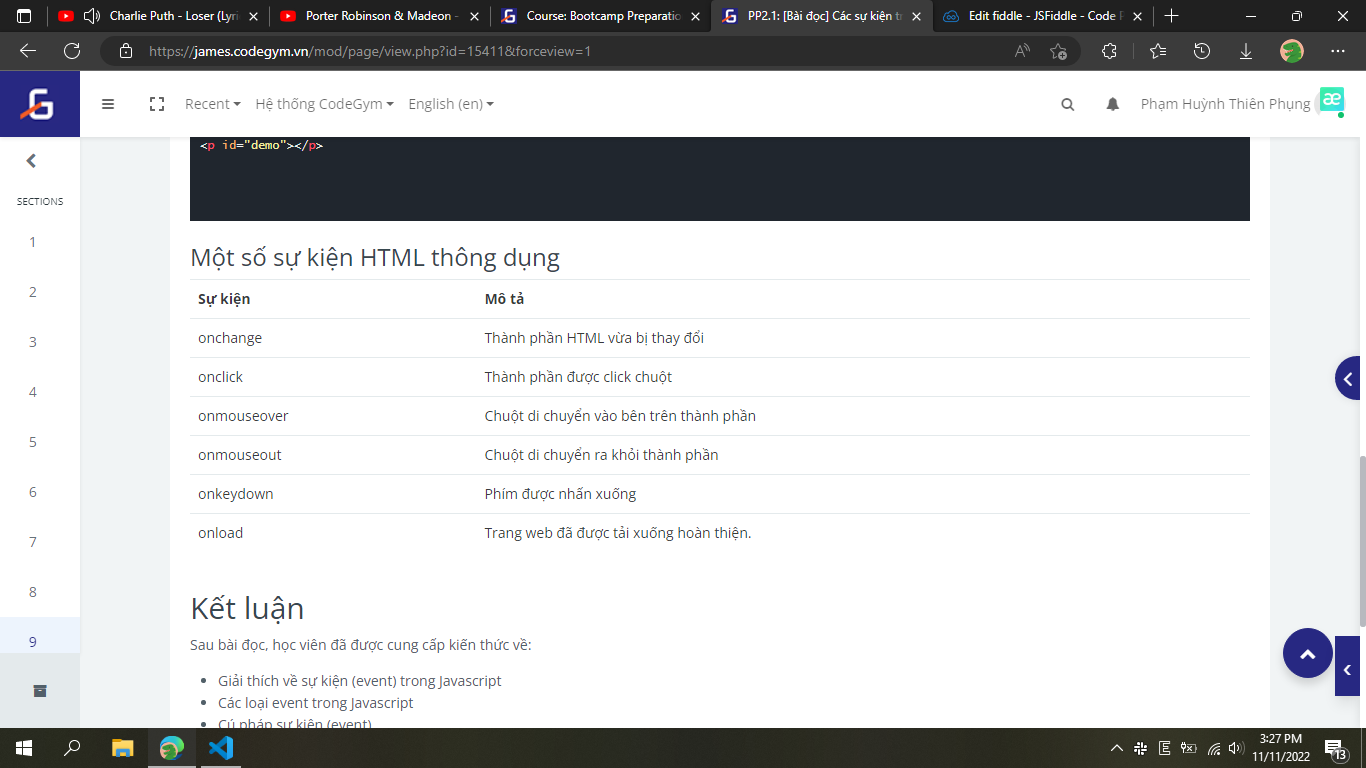 Charlie Puth - Loser (Lyri
Porter Robinson & Madeon -
Course: Bootcamp Preparatio
PP2.1: [Bài đọc] Các sự kiện tr
Edit fiddle - JSFiddle - Code P
https://james.codegym.vn/mod/page/view.php?id=15411&forceview=1
Recent
Hệ thống CodeGym
English (en)
Phạm Huỳnh Thiên Phụng
æ
SECTIONS
1
2
3
4
5
6
7
8
9
<p id="demo"></p>
Một số sự kiện HTML thông dụng
Sự kiện Mô tả
onchange Thành phần HTML vừa bị thay đổi
onclick Thành phần được click chuột
onmouseover Chuột di chuyển vào bên trên thành phần
onmouseout Chuột di chuyển ra khỏi thành phần
onkeydown Phím được nhấn xuống
onload Trang web đã được tải xuống hoàn thiện.
Kết luận
Sau bài đọc, học viên đã được cung cấp kiến thức về:
Giải thích về sự kiện (event) trong Javascript
Các loại event trong Javascript
Cú pháp sự kiện (event)
E
3:27 PM
11/11/2022
13